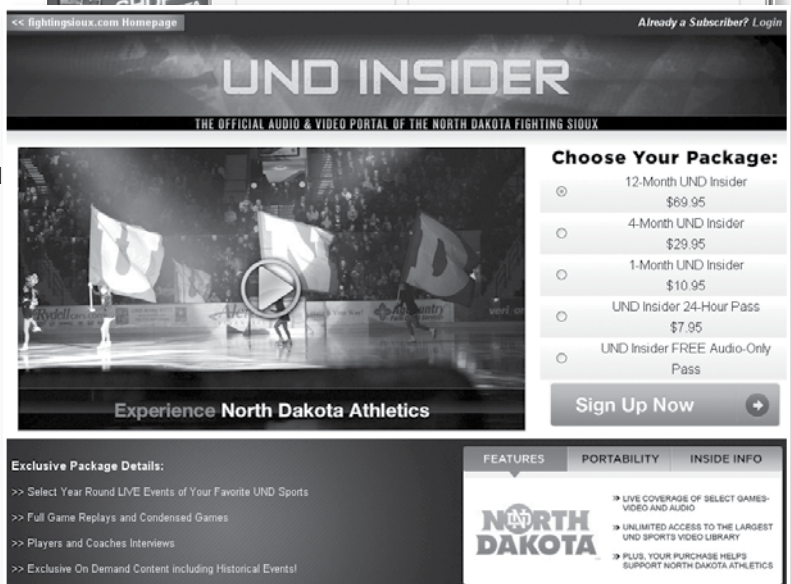 << fightingsioux.com Homepage
Already a Subscriber? Login
UND INSIDER
THE OFFICIAL AUDIO & VIDEO PORTAL OF THE NORTH DAKOTA FIGHTING SIOUX
U N D
Rydellcars.com
Experience North Dakota Athletics
Choose Your Package:
12-Month UND Insider
$69.95
4-Month UND Insider
$29.95
1-Month UND Insider
$10.95
UND Insider 24-Hour Pass
$7.95
UND Insider FREE Audio-Only
Pass
Sign Up Now
Exclusive Package Details:
>> Select Year Round LIVE Events of Your Favorite UND Sports
>> Full Game Replays and Condensed Games
>> Players and Coaches Interviews
>> Exclusive On Demand Content including Historical Events!
FEATURES PORTABILITY INSIDE INFO
NORTH
DAKOTA
>> LIVE COVERAGE OF SELECT GAMES-
VIDEO AND AUDIO
>> UNLIMITED ACCESS TO THE LARGEST
UND SPORTS VIDEO LIBRARY
>> PLUS, YOUR PURCHASE HELPS
SUPPORT NORTH DAKOTA ATHLETICS